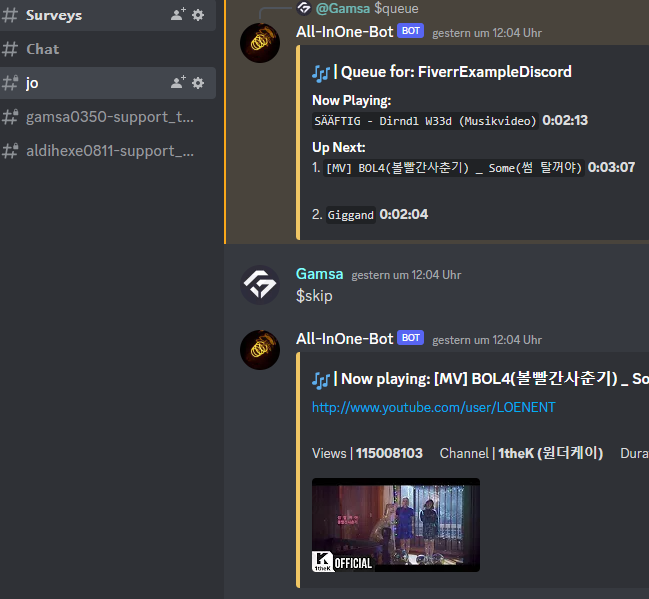 # Surveys
# Chat
# jo
# gamsa0350-support_t...
# aldihexe0811-support_...
@Gamsa $queue
All-InOne-Bot BOT gestern um 12:04 Uhr
| Queue for: FiverrExampleDiscord
Now Playing:
SÄÄFTIG - Dirndl W33d (Musikvideo) 0:02:13
Up Next:
1. [MV] BOL4(볼빨간사춘기) _ Some(썸 탈꺼야) 0:03:07
2. Giggand 0:02:04
Gamsa gestern um 12:04 Uhr
$skip
All-InOne-Bot BOT gestern um 12:04 Uhr
| Now playing: [MV] BOL4(볼빨간사춘기) _ So
http://www.youtube.com/user/LOENENT
Views | 115008103 Channel | 1theK (원더케이) Dura
1theK OFFICIAL